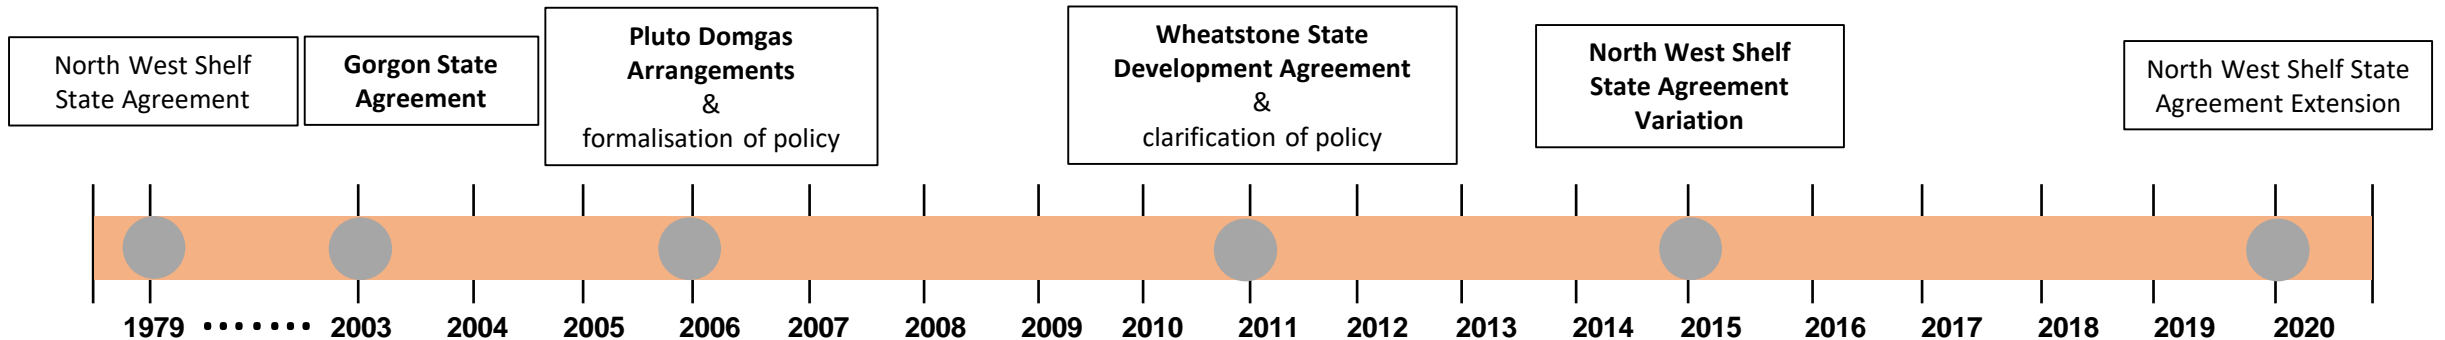 North West Shelf
State Agreement
Gorgon State
Agreement
Pluto Domgas
Arrangements
&
formalisation of policy
Wheatstone State
Development Agreement
&
clarification of policy
North West Shelf
State Agreement
Variation
North West Shelf State
Agreement Extension
1979 ....... 2003 2004 2005 2006 2007 2008 2009 2010 2011 2012 2013 2014 2015 2016 2017 2018 2019 2020